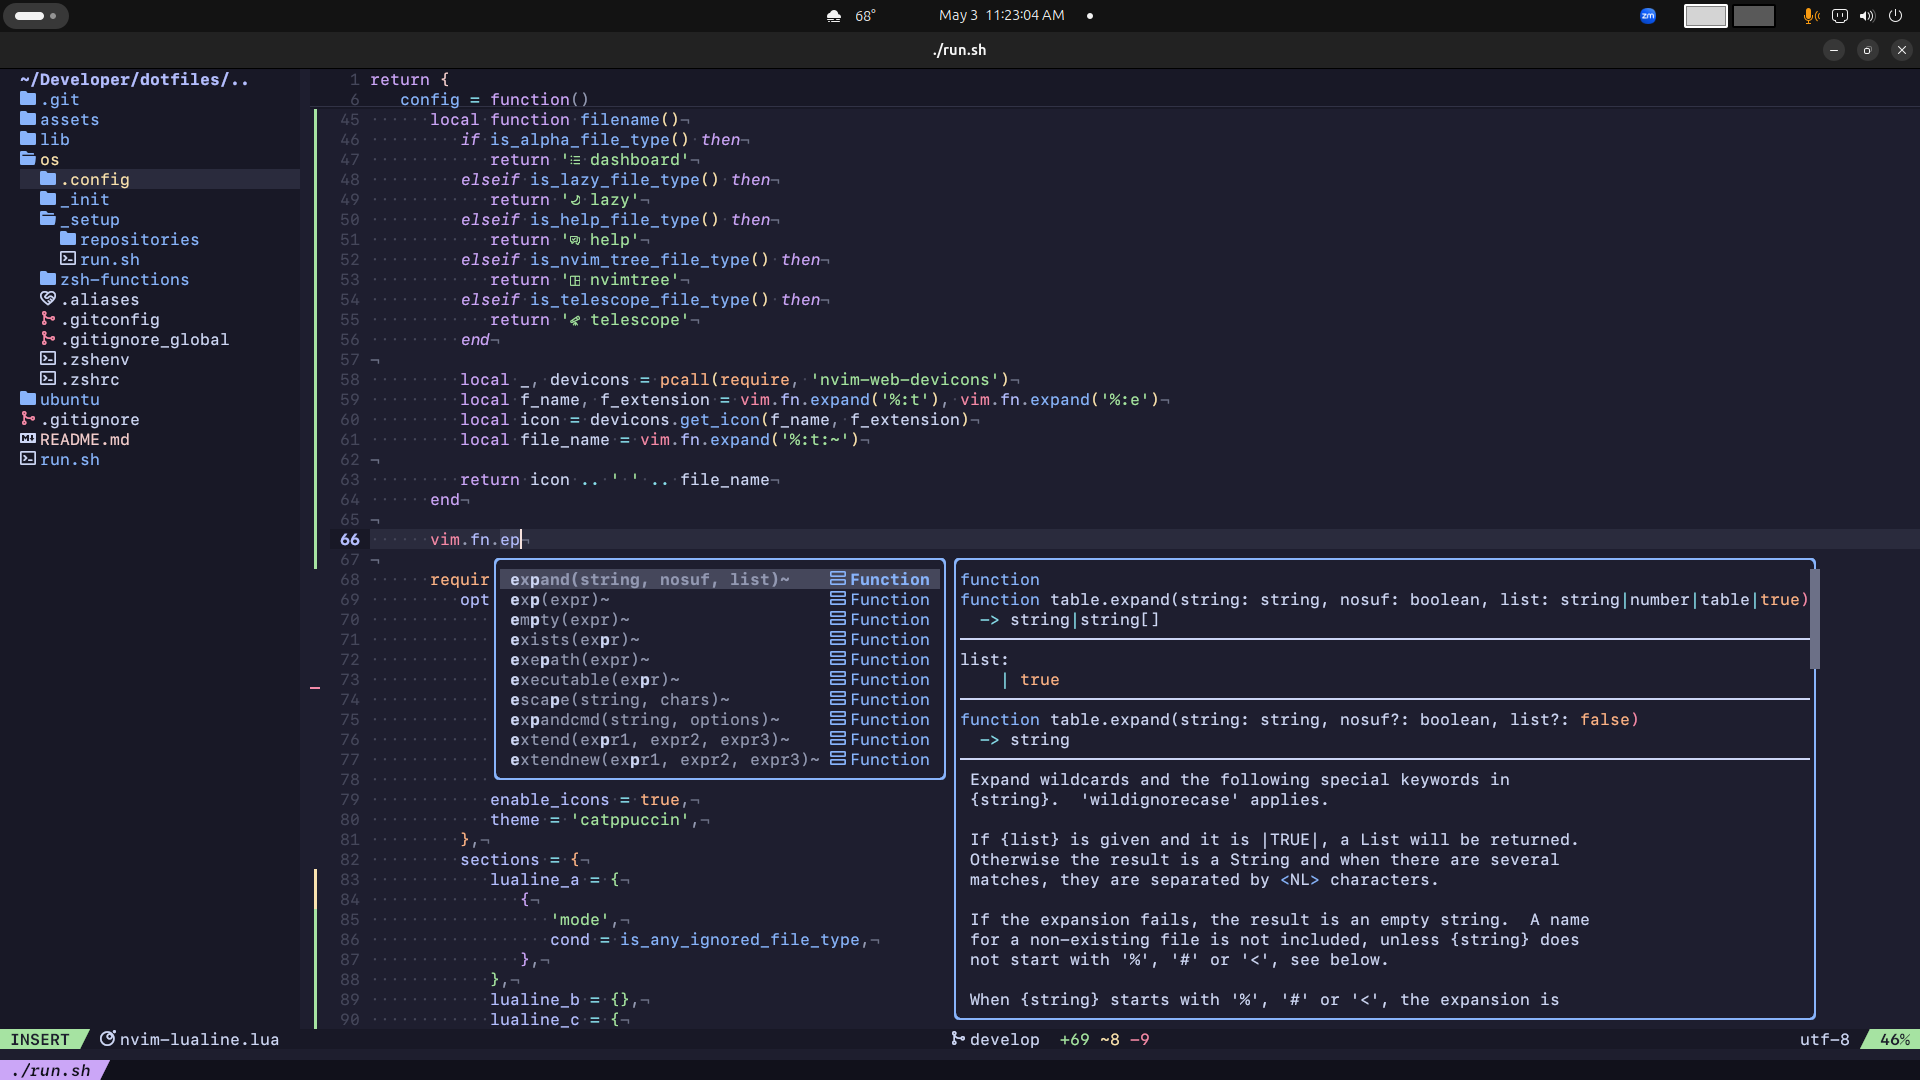 68°
May 3 11:23:04 AM
zm
./run.sh
~/Developer/dotfiles/..
.git
assets
lib
os
.config
_init
_setup
repositories
run.sh
zsh-functions
.aliases
.gitconfig
.gitignore_global
.zshenv
.zshrc
ubuntu
.gitignore
README.md
run.sh
1 return {
6 config = function()
45 local function filename()¬
46 if is_alpha_file_type() then¬
47 return ' dashboard'¬
48 elseif is_lazy_file_type() then¬
49 return ' lazy'¬
50 elseif is_help_file_type() then¬
51 return ' help'¬
52 elseif is_nvim_tree_file_type() then¬
53 return ' nvimtree'¬
54 elseif is_telescope_file_type() then¬
55 return ' telescope'¬
56 end¬
57 ¬
58 local _, devicons = pcall(require, 'nvim-web-devicons')¬
59 local f_name, f_extension = vim.fn.expand('%:t'), vim.fn.expand('%:e')¬
60 local icon = devicons.get_icon(f_name, f_extension)¬
61 local file_name = vim.fn.expand('%:t:~')¬
62 ¬
63 return icon .. ' ' .. file_name¬
64 end¬
65 ¬
66 vim.fn.ep¬
67 ¬
68 requir
69 opt
70
71
72
73
74
75
76
77
78
79 enable_icons = true,¬
80 theme = 'catppuccin',¬
81 },¬
82 sections = {¬
83 lualine_a = {¬
84 {¬
85 'mode',¬
86 cond = is_any_ignored_file_type,¬
87 },¬
88 },¬
89 lualine_b = {},¬
90 lualine_c = {¬
expand(string, nosuf, list)~ Function
exp(expr)~ Function
empty(expr)~ Function
exists(expr)~ Function
exepath(expr)~ Function
executable(expr)~ Function
escape(string, chars)~ Function
expandcmd(string, options)~ Function
extend(expr1, expr2, expr3)~ Function
extendnew(expr1, expr2, expr3)~ Function
function
function table.expand(string: string, nosuf: boolean, list: string|number|table|true)
-> string|string[]
list:
| true
function table.expand(string: string, nosuf?: boolean, list?: false)
-> string
Expand wildcards and the following special keywords in
{string}. 'wildignorecase' applies.
If {list} is given and it is |TRUE|, a List will be returned.
Otherwise the result is a String and when there are several
matches, they are separated by <NL> characters.
If the expansion fails, the result is an empty string. A name
for a non-existing file is not included, unless {string} does
not start with '%', '#' or '<', see below.
When {string} starts with '%', '#' or '<', the expansion is
INSERT nvim-lualine.lua develop +69 ~8 -9 utf-8 46%
./run.sh